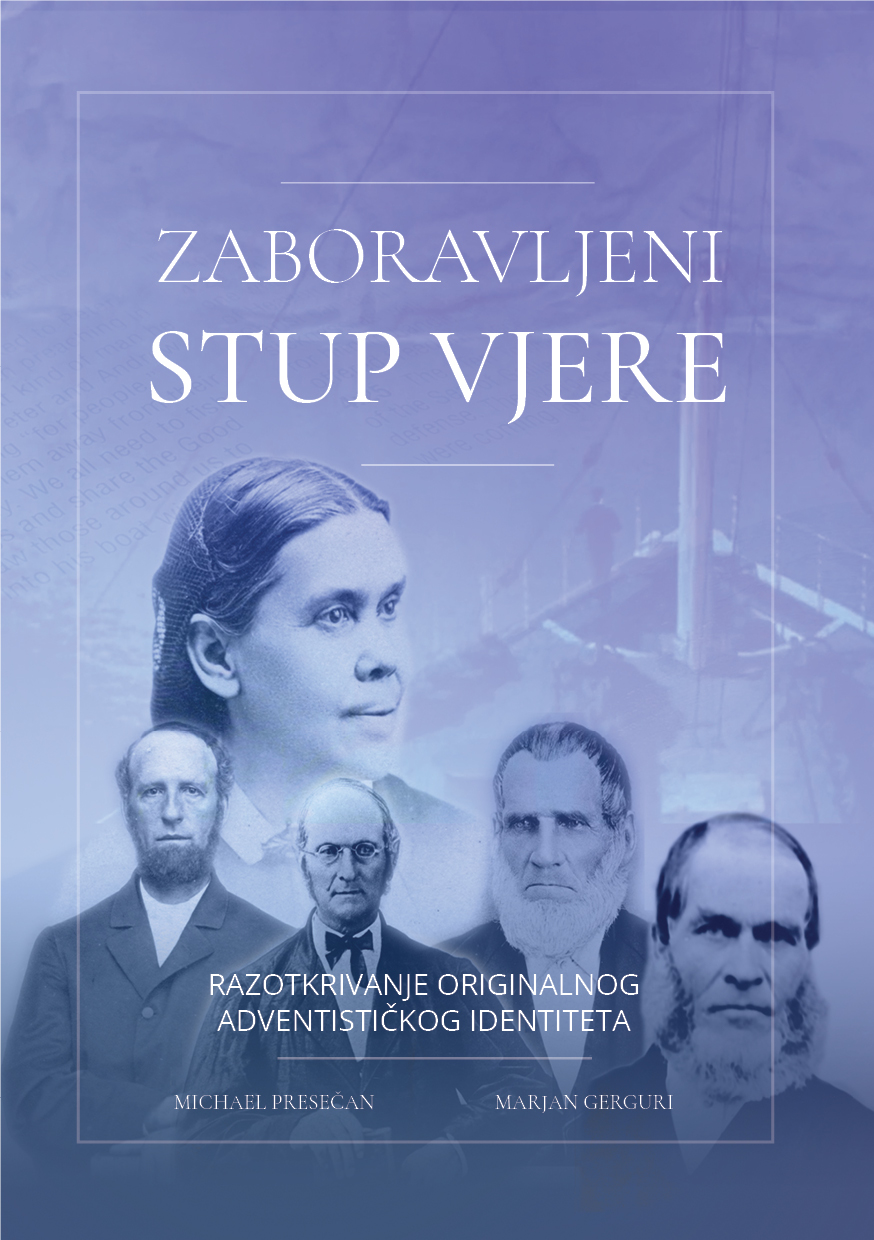 ZABORAVLJENI
STUP VJERE
RAZOTKRIVANJE ORIGINALNOG
ADVENTISTIČKOG IDENTITETA
MICHAEL PRESEČAN
MARJAN GERGURI